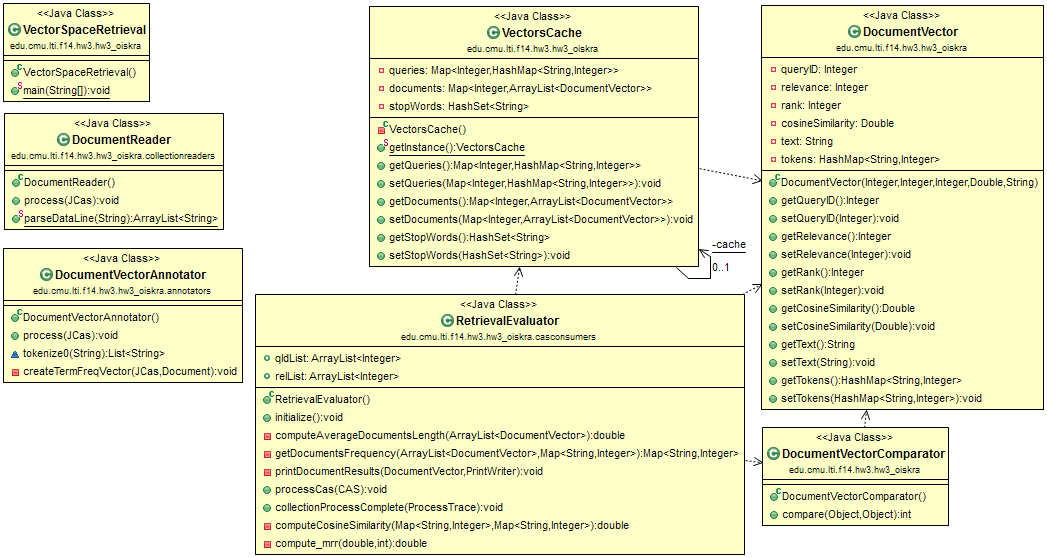 <<Java Class>>
VectorSpaceRetrieval
edu.cmu.lti.f14.hw3.hw3_oiskra
VectorSpaceRetrieval()
main(String[]):void
<<Java Class>>
DocumentReader
edu.cmu.lti.f14.hw3.hw3_oiskra.collectionreaders
DocumentReader()
process(JCas):void
parseDataLine(String):ArrayList<String>
<<Java Class>>
DocumentVectorAnnotator
edu.cmu.lti.f14.hw3.hw3_oiskra.annotators
DocumentVectorAnnotator()
process(JCas):void
tokenize0(String):List<String>
createTermFreqVector(JCas,Document):void
<<Java Class>>
VectorsCache
edu.cmu.lti.f14.hw3.hw3_oiskra
queries: Map<Integer,HashMap<String,Integer>>
documents: Map<Integer,ArrayList<DocumentVector>>
stopWords: HashSet<String>
VectorsCache()
getInstance():VectorsCache
getQueries():Map<Integer,HashMap<String,Integer>>
setQueries(Map<Integer,HashMap<String,Integer>>):void
getDocuments():Map<Integer,ArrayList<DocumentVector>>
setDocuments(Map<Integer,ArrayList<DocumentVector>>):void
getStopWords():HashSet<String>
setStopWords(HashSet<String>):void
-cache
0..1
<<Java Class>>
RetrievalEvaluator
edu.cmu.lti.f14.hw3.hw3_oiskra.casconsumers
qIdList: ArrayList<Integer>
relList: ArrayList<Integer>
RetrievalEvaluator()
initialize():void
computeAverageDocumentsLength(ArrayList<DocumentVector>):double
getDocumentsFrequency(ArrayList<DocumentVector>,Map<String,Integer>):Map<String,Integer>
printDocumentResults(DocumentVector,PrintWriter):void
processCas(CAS):void
collectionProcessComplete(ProcessTrace):void
computeCosineSimilarity(Map<String,Integer>,Map<String,Integer>):double
compute_mrr(double,int):double
<<Java Class>>
DocumentVector
edu.cmu.lti.f14.hw3.hw3_oiskra
queryID: Integer
relevance: Integer
rank: Integer
cosineSimilarity: Double
text: String
tokens: HashMap<String,Integer>
DocumentVector(Integer,Integer,Integer,Double,String)
getQueryID():Integer
setQueryID(Integer):void
getRelevance():Integer
setRelevance(Integer):void
getRank():Integer
setRank(Integer):void
getCosineSimilarity():Double
setCosineSimilarity(Double):void
getText():String
setText(String):void
getTokens():HashMap<String,Integer>
setTokens(HashMap<String,Integer>):void
<<Java Class>>
DocumentVectorComparator
edu.cmu.lti.f14.hw3.hw3_oiskra
DocumentVectorComparator()
compare(Object,Object):int